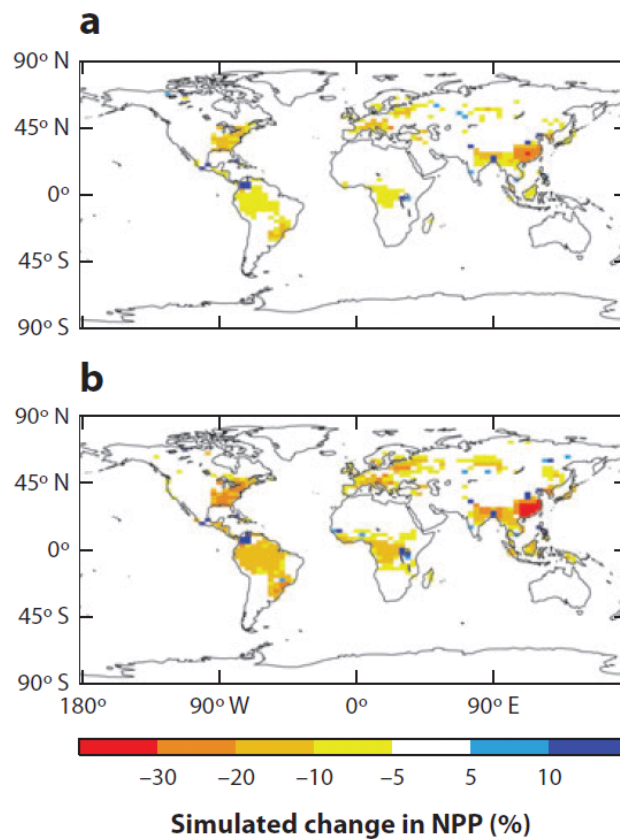 a
90° N
45° N
0°
45° S
90° S
b
90° N
45° N
0°
45° S
90° S
180° 90° W 0° 90° E
–30 –20 –10 –5 5 10
Simulated change in NPP (%)